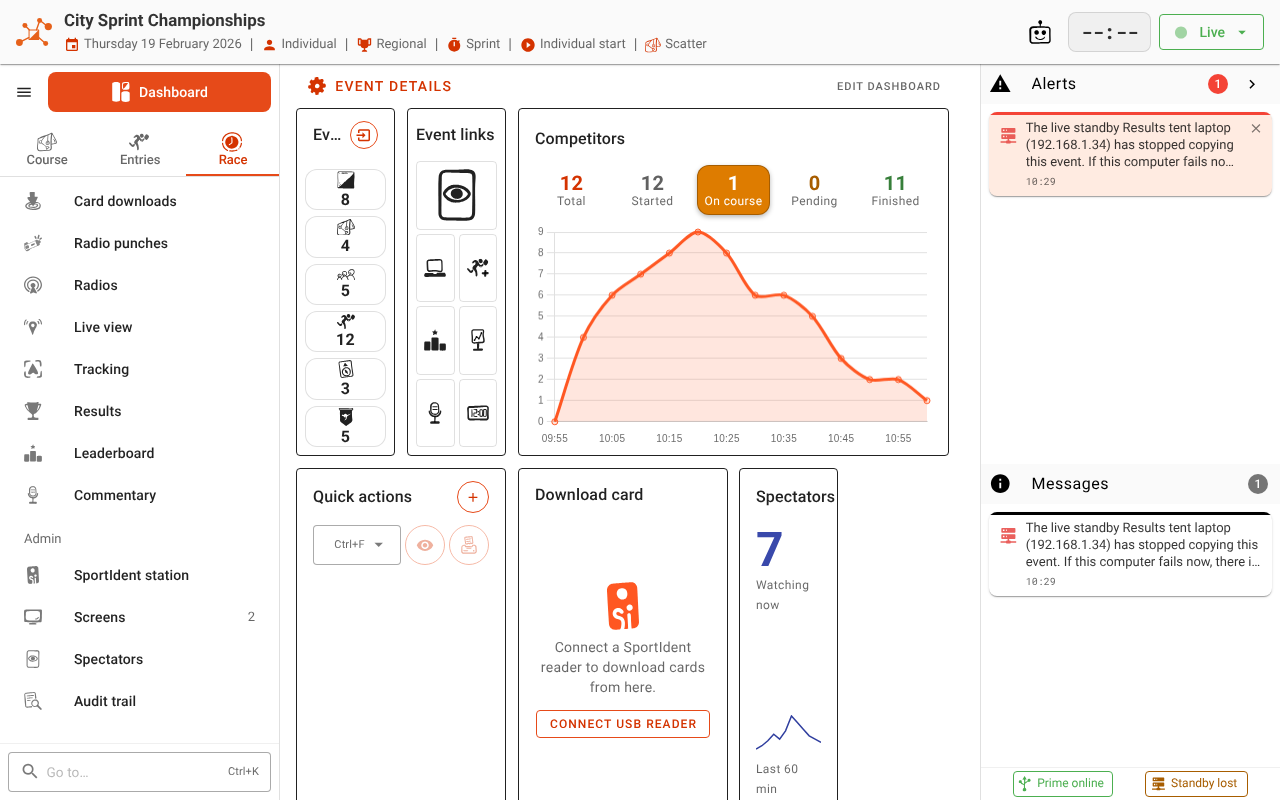 City Sprint Championships
Thursday 19 February 2026 | Individual | Regional | Sprint | Individual start | Scatter
--:--
Live
Dashboard
Course
Entries
Race
Card downloads
Radio punches
Radios
Live view
Tracking
Results
Leaderboard
Commentary
Admin
SportIdent station
Screens 2
Spectators
Audit trail
Go to... Ctrl+K
EVENT DETAILS
EDIT DASHBOARD
Ev...
8
4
5
12
3
5
Event links
12:00
Competitors
12 Total
12 Started
1 On course
0 Pending
11 Finished
9
8
7
6
5
4
3
2
1
0
09:55 10:05 10:15 10:25 10:35 10:45 10:55
Quick actions
Ctrl+F
Download card
Si
Connect a SportIdent
reader to download cards
from here.
CONNECT USB READER
Spectators
7
Watching
now
Last 60
min
Alerts 1
The live standby Results tent laptop
(192.168.1.34) has stopped copying
this event. If this computer fails no...
10:29
Messages 1
The live standby Results tent laptop
(192.168.1.34) has stopped copying this
event. If this computer fails now, there i...
10:29
Prime online
Standby lost